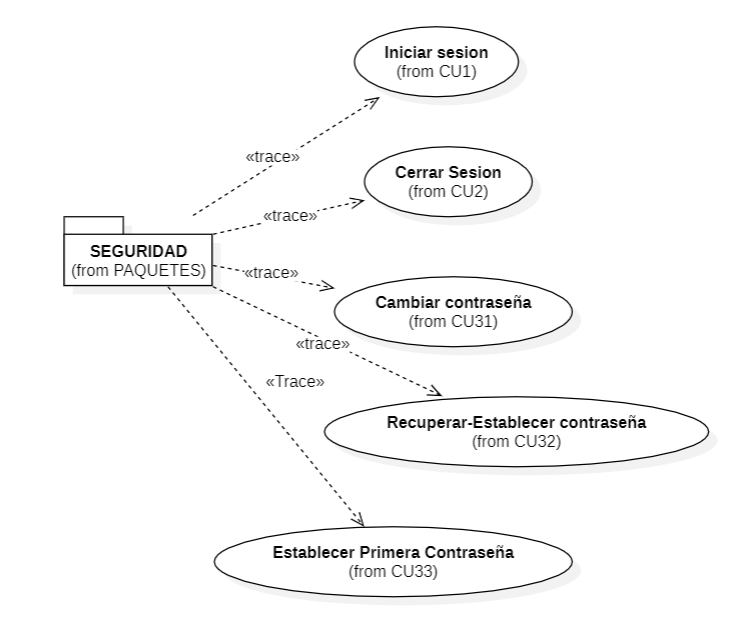 Iniciar sesion
(from CU1)
«trace»
Cerrar Sesion
(from CU2)
«trace»
SEGURIDAD
(from PAQUETES)
«trace»
Cambiar contraseña
(from CU31)
«trace»
«Trace»
Recuperar-Establecer contraseña
(from CU32)
Establecer Primera Contraseña
(from CU33)